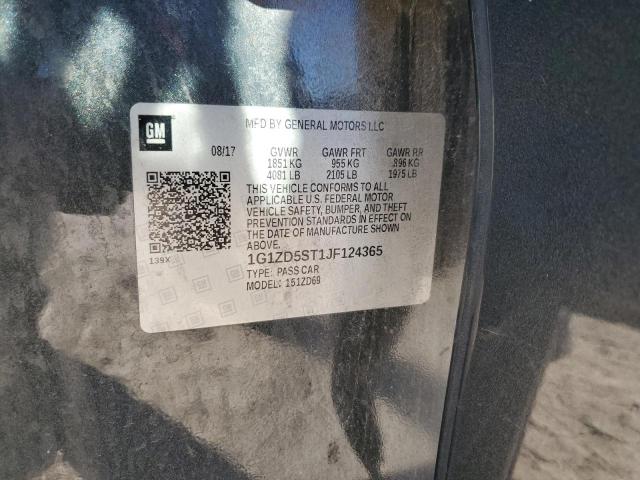 MFD BY GENERAL MOTORS LLC
GM
08/17 GVWR GAWR FRT GAWR RR
1851 KG 955 KG 896 KG
4081 LB 2105 LB 1975 LB
THIS VEHICLE CONFORMS TO ALL
APPLICABLE U.S. FEDERAL MOTOR
VEHICLE SAFETY, BUMPER, AND THEFT
PREVENTION STANDARDS IN EFFECT ON
THE DATE OF MANUFACTURE SHOWN
ABOVE.
139X
1G1ZD5ST1JF124365
TYPE: PASS CAR
MODEL: 151ZD69